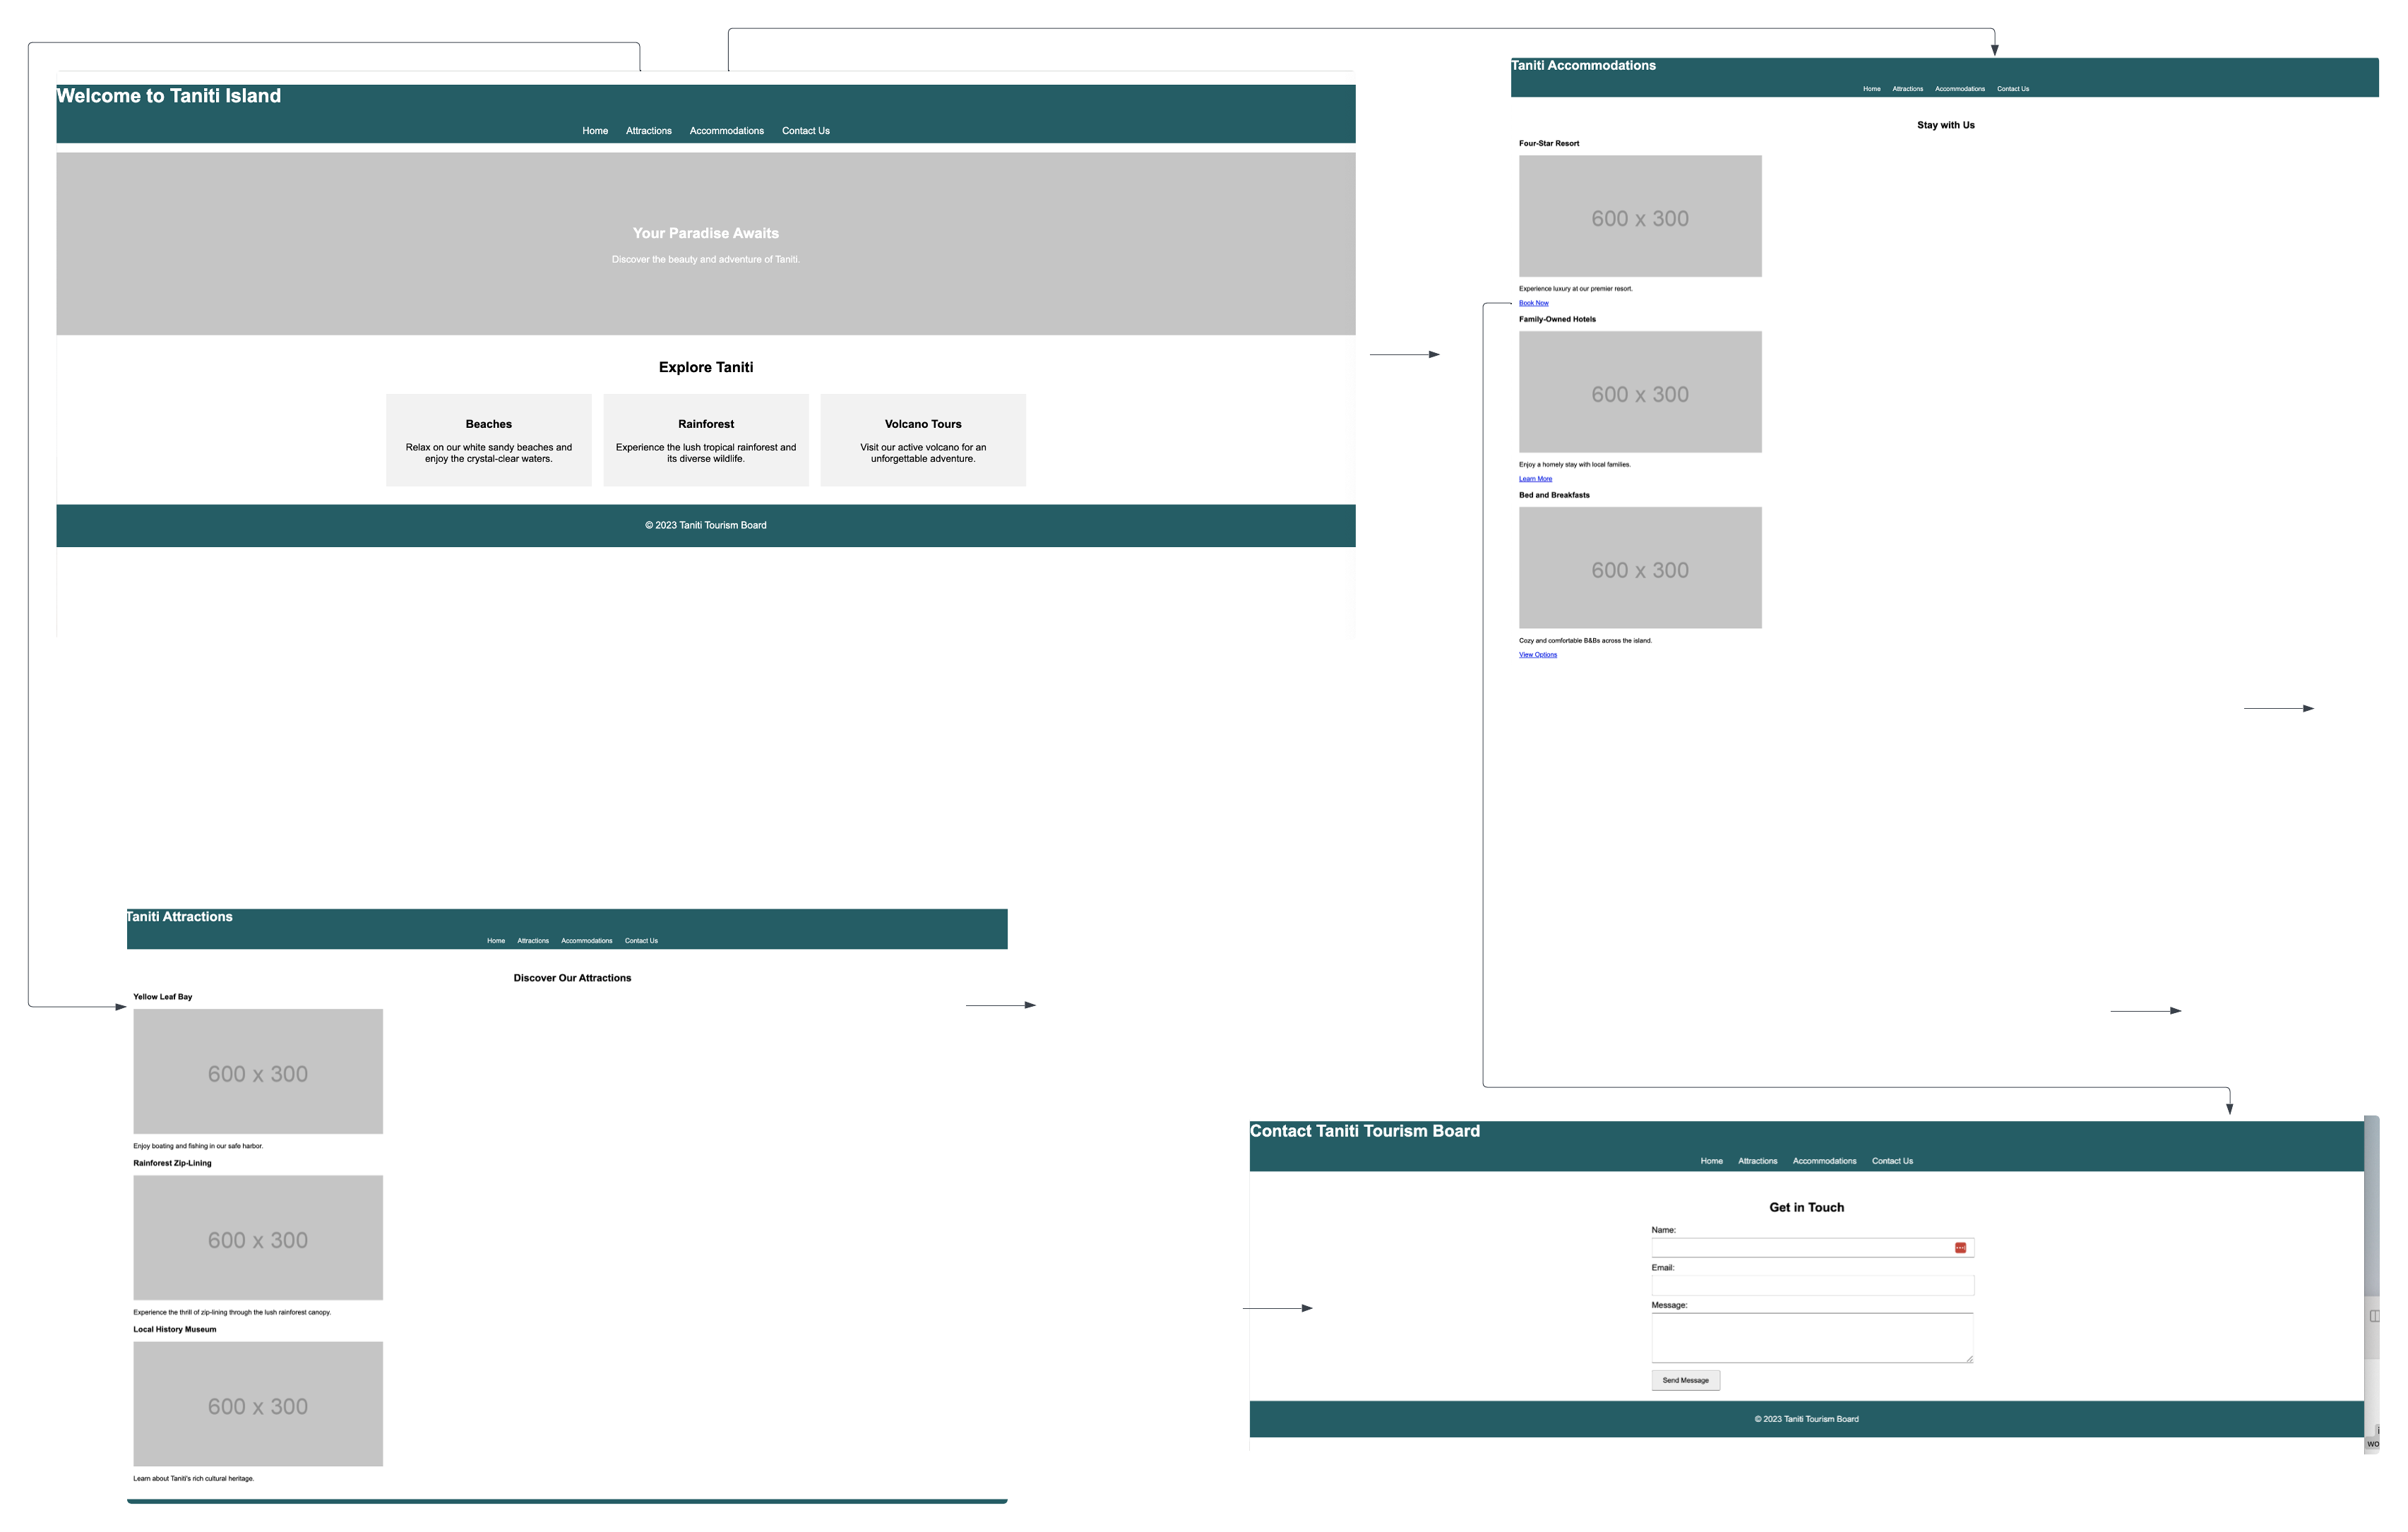 Welcome to Taniti Island
Home Attractions Accommodations Contact Us
Your Paradise Awaits
Discover the beauty and adventure of Taniti.
Explore Taniti
Beaches
Relax on our white sandy beaches and
enjoy the crystal-clear waters.
Rainforest
Experience the lush tropical rainforest and
its diverse wildlife.
Volcano Tours
Visit our active volcano for an
unforgettable adventure.
© 2023 Taniti Tourism Board
Taniti Accommodations
Home Attractions Accommodations Contact Us
Stay with Us
Four-Star Resort
600 x 300
Experience luxury at our premier resort.
Book Now
Family-Owned Hotels
600 x 300
Enjoy a homely stay with local families.
Learn More
Bed and Breakfasts
600 x 300
Cozy and comfortable B&Bs across the island.
View Options
Taniti Attractions
Home Attractions Accommodations Contact Us
Discover Our Attractions
Yellow Leaf Bay
600 x 300
Enjoy boating and fishing in our safe harbor.
Rainforest Zip-Lining
600 x 300
Experience the thrill of zip-lining through the lush rainforest canopy.
Local History Museum
600 x 300
Learn about Taniti's rich cultural heritage.
Contact Taniti Tourism Board
Home Attractions Accommodations Contact Us
Get in Touch
Name:
Email:
Message:
Send Message
© 2023 Taniti Tourism Board